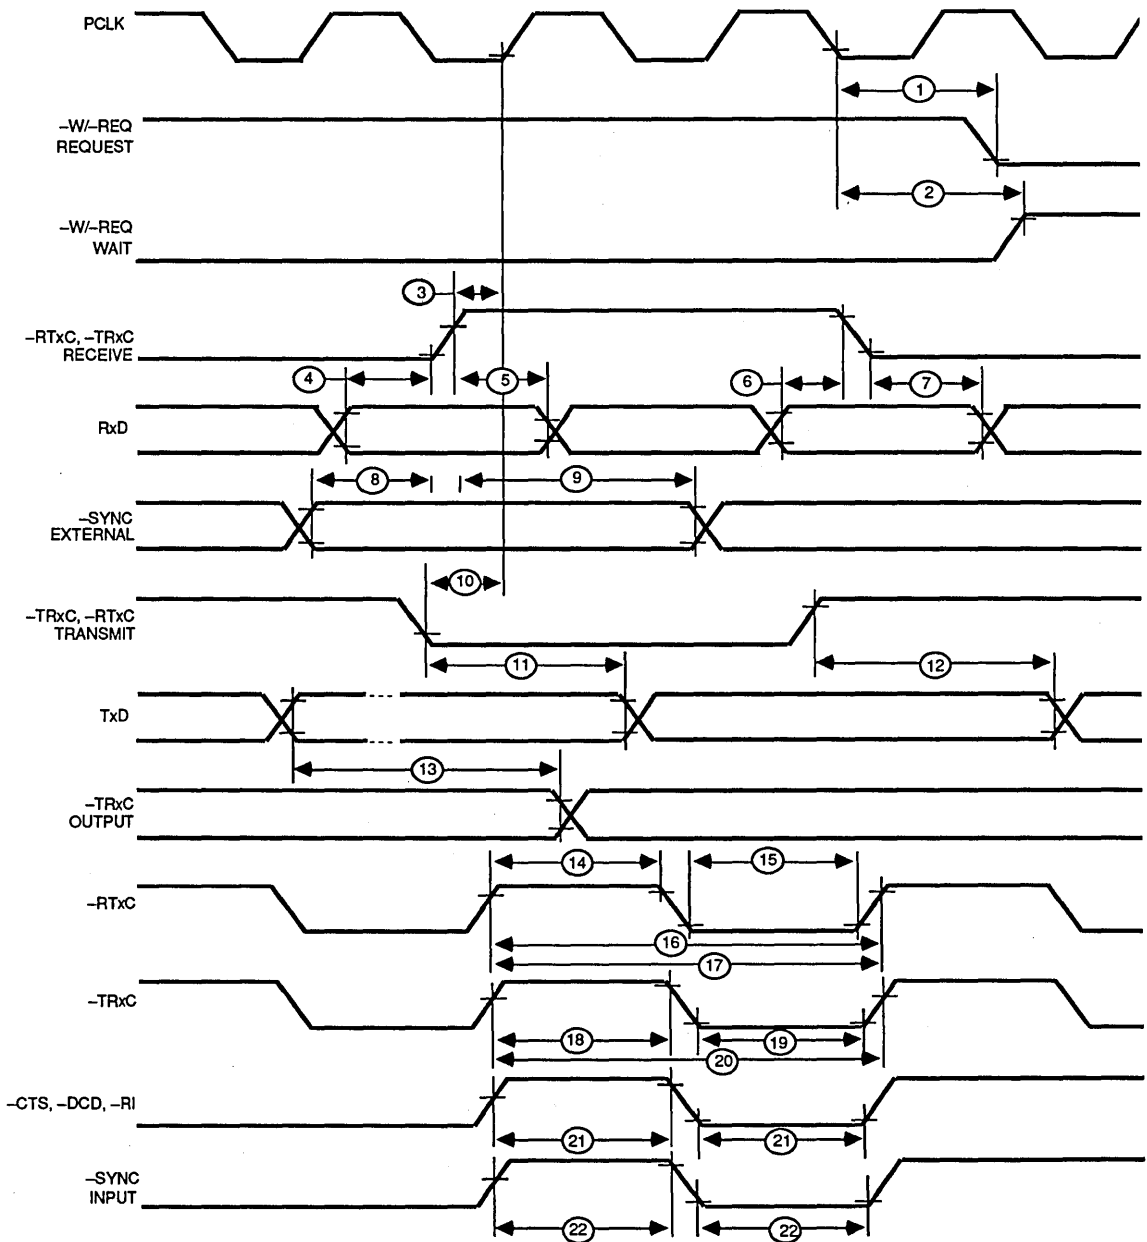 PCLK
1
–W/–REQ
REQUEST
2
–W/–REQ
WAIT
3
–RTxC, –TRxC
RECEIVE
4
5
6
7
RxD
8
9
–SYNC
EXTERNAL
10
–TRxC, –RTxC
TRANSMIT
11
12
TxD
13
–TRxC
OUTPUT
14
15
–RTxC
16
17
–TRxC
18
19
20
–CTS, –DCD, –RI
21
21
–SYNC
INPUT
22
22